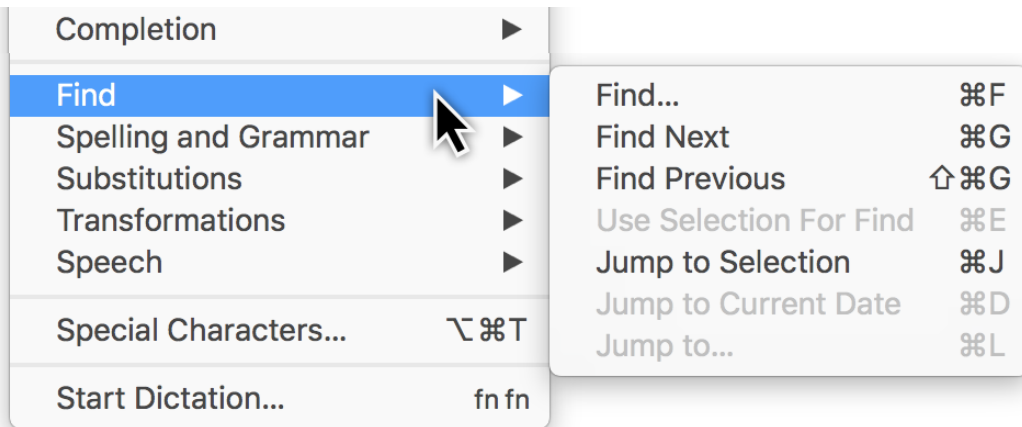 Completion ▶
Find ▶
Spelling and Grammar ▶
Substitutions ▶
Transformations ▶
Speech ▶
Special Characters... ⌥⌘T
Start Dictation... fn fn
Find... ⌘F
Find Next ⌘G
Find Previous ⇧⌘G
Use Selection For Find ⌘E
Jump to Selection ⌘J
Jump to Current Date ⌘D
Jump to... ⌘L